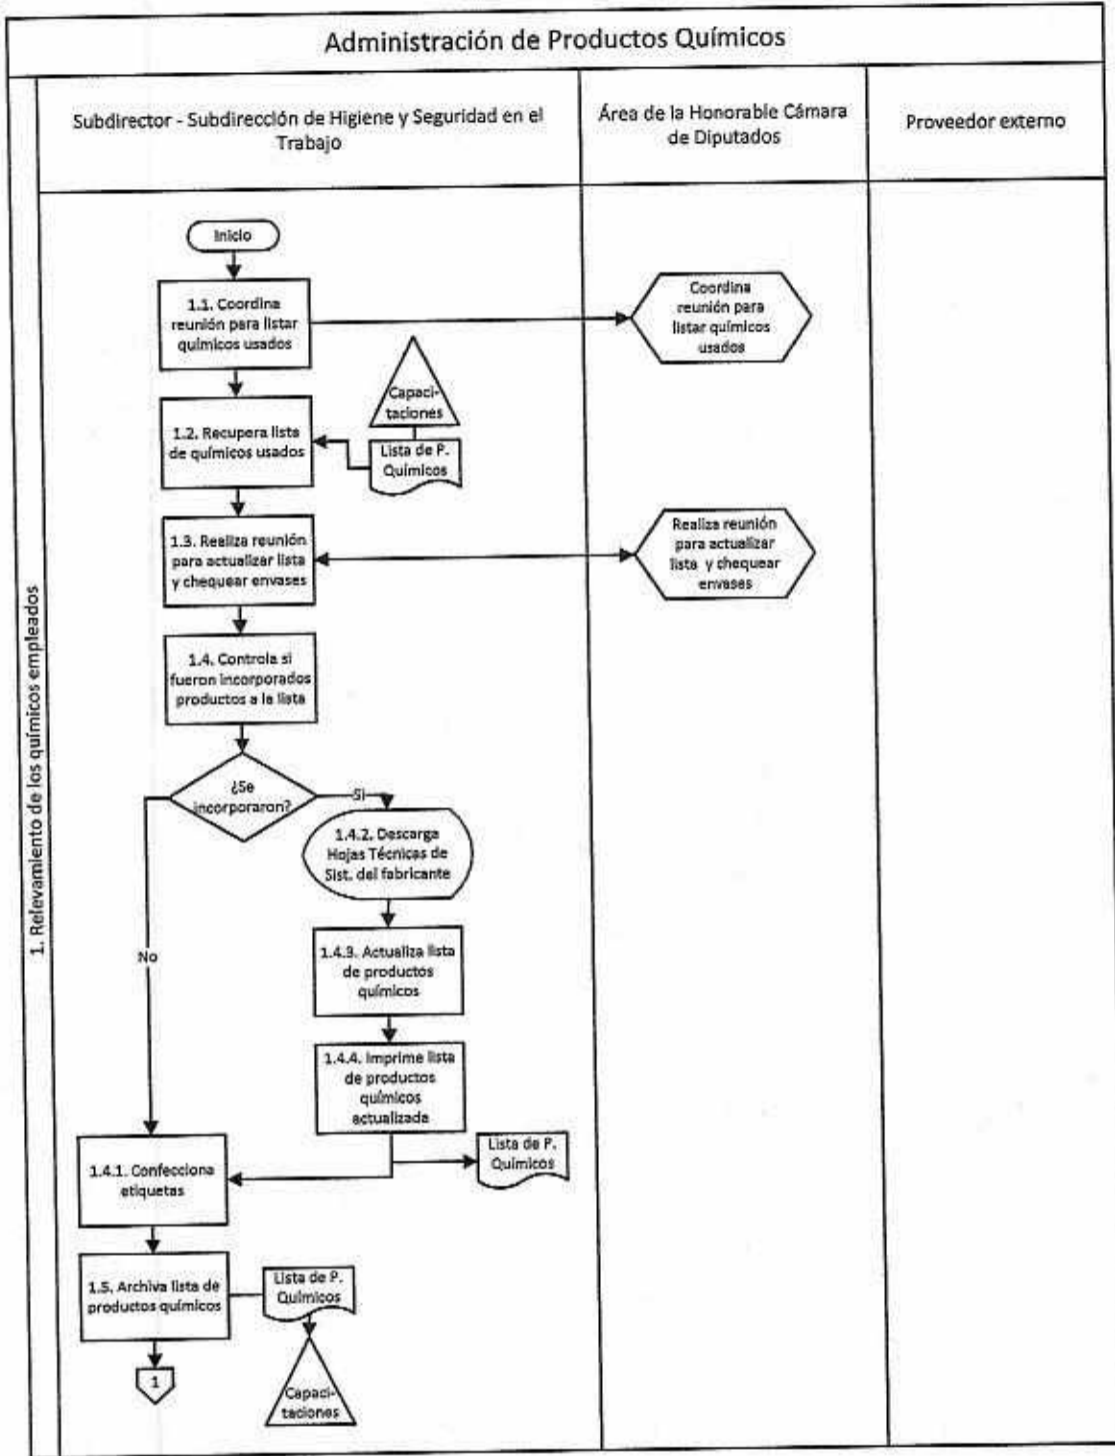 Administración de Productos Químicos
Subdirector - Subdirección de Higiene y Seguridad en el
Trabajo
Área de la Honorable Cámara
de Diputados
Proveedor externo
1. Relevamiento de los químicos empleados
Inicio
1.1. Coordina
reunión para listar
químicos usados
Coordina
reunión para
listar químicos
usados
Capaci-
taciones
1.2. Recupera lista
de químicos usados
Lista de P.
Químicos
1.3. Realiza reunión
para actualizar lista
y chequear envases
Realiza reunión
para actualizar
lista y chequear
envases
1.4. Controla si
fueron incorporados
productos a la lista
¿Se
incorporaron?
Si
1.4.2. Descarga
Hojas Técnicas de
Sist. del fabricante
No
1.4.3. Actualiza lista
de productos
químicos
1.4.4. Imprime lista
de productos
químicos
actualizada
Lista de P.
Químicos
1.4.1. Confecciona
etiquetas
1.5. Archiva lista de
productos químicos
Lista de P.
Químicos
1
Capaci-
taciones